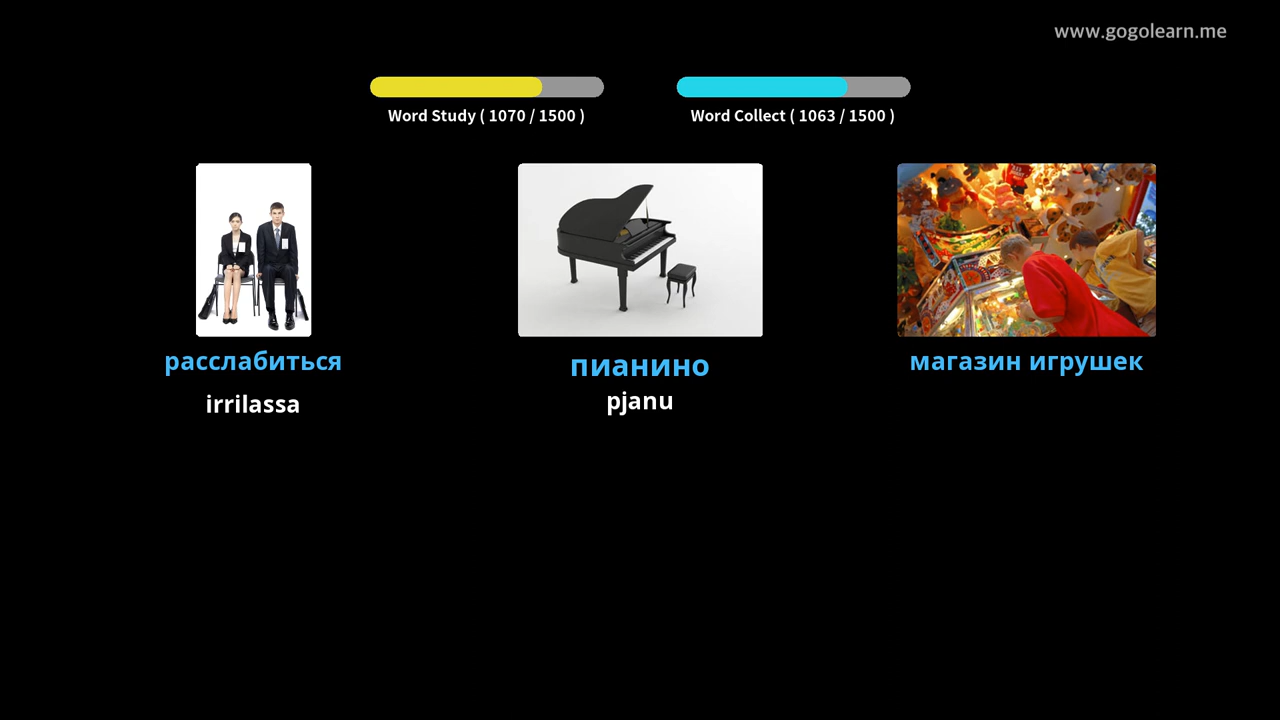 www.gogolearn.me
Word Study ( 1070 / 1500 )
Word Collect ( 1063 / 1500 )
расслабиться
пианино
магазин игрушек
irrilassa
pjanu